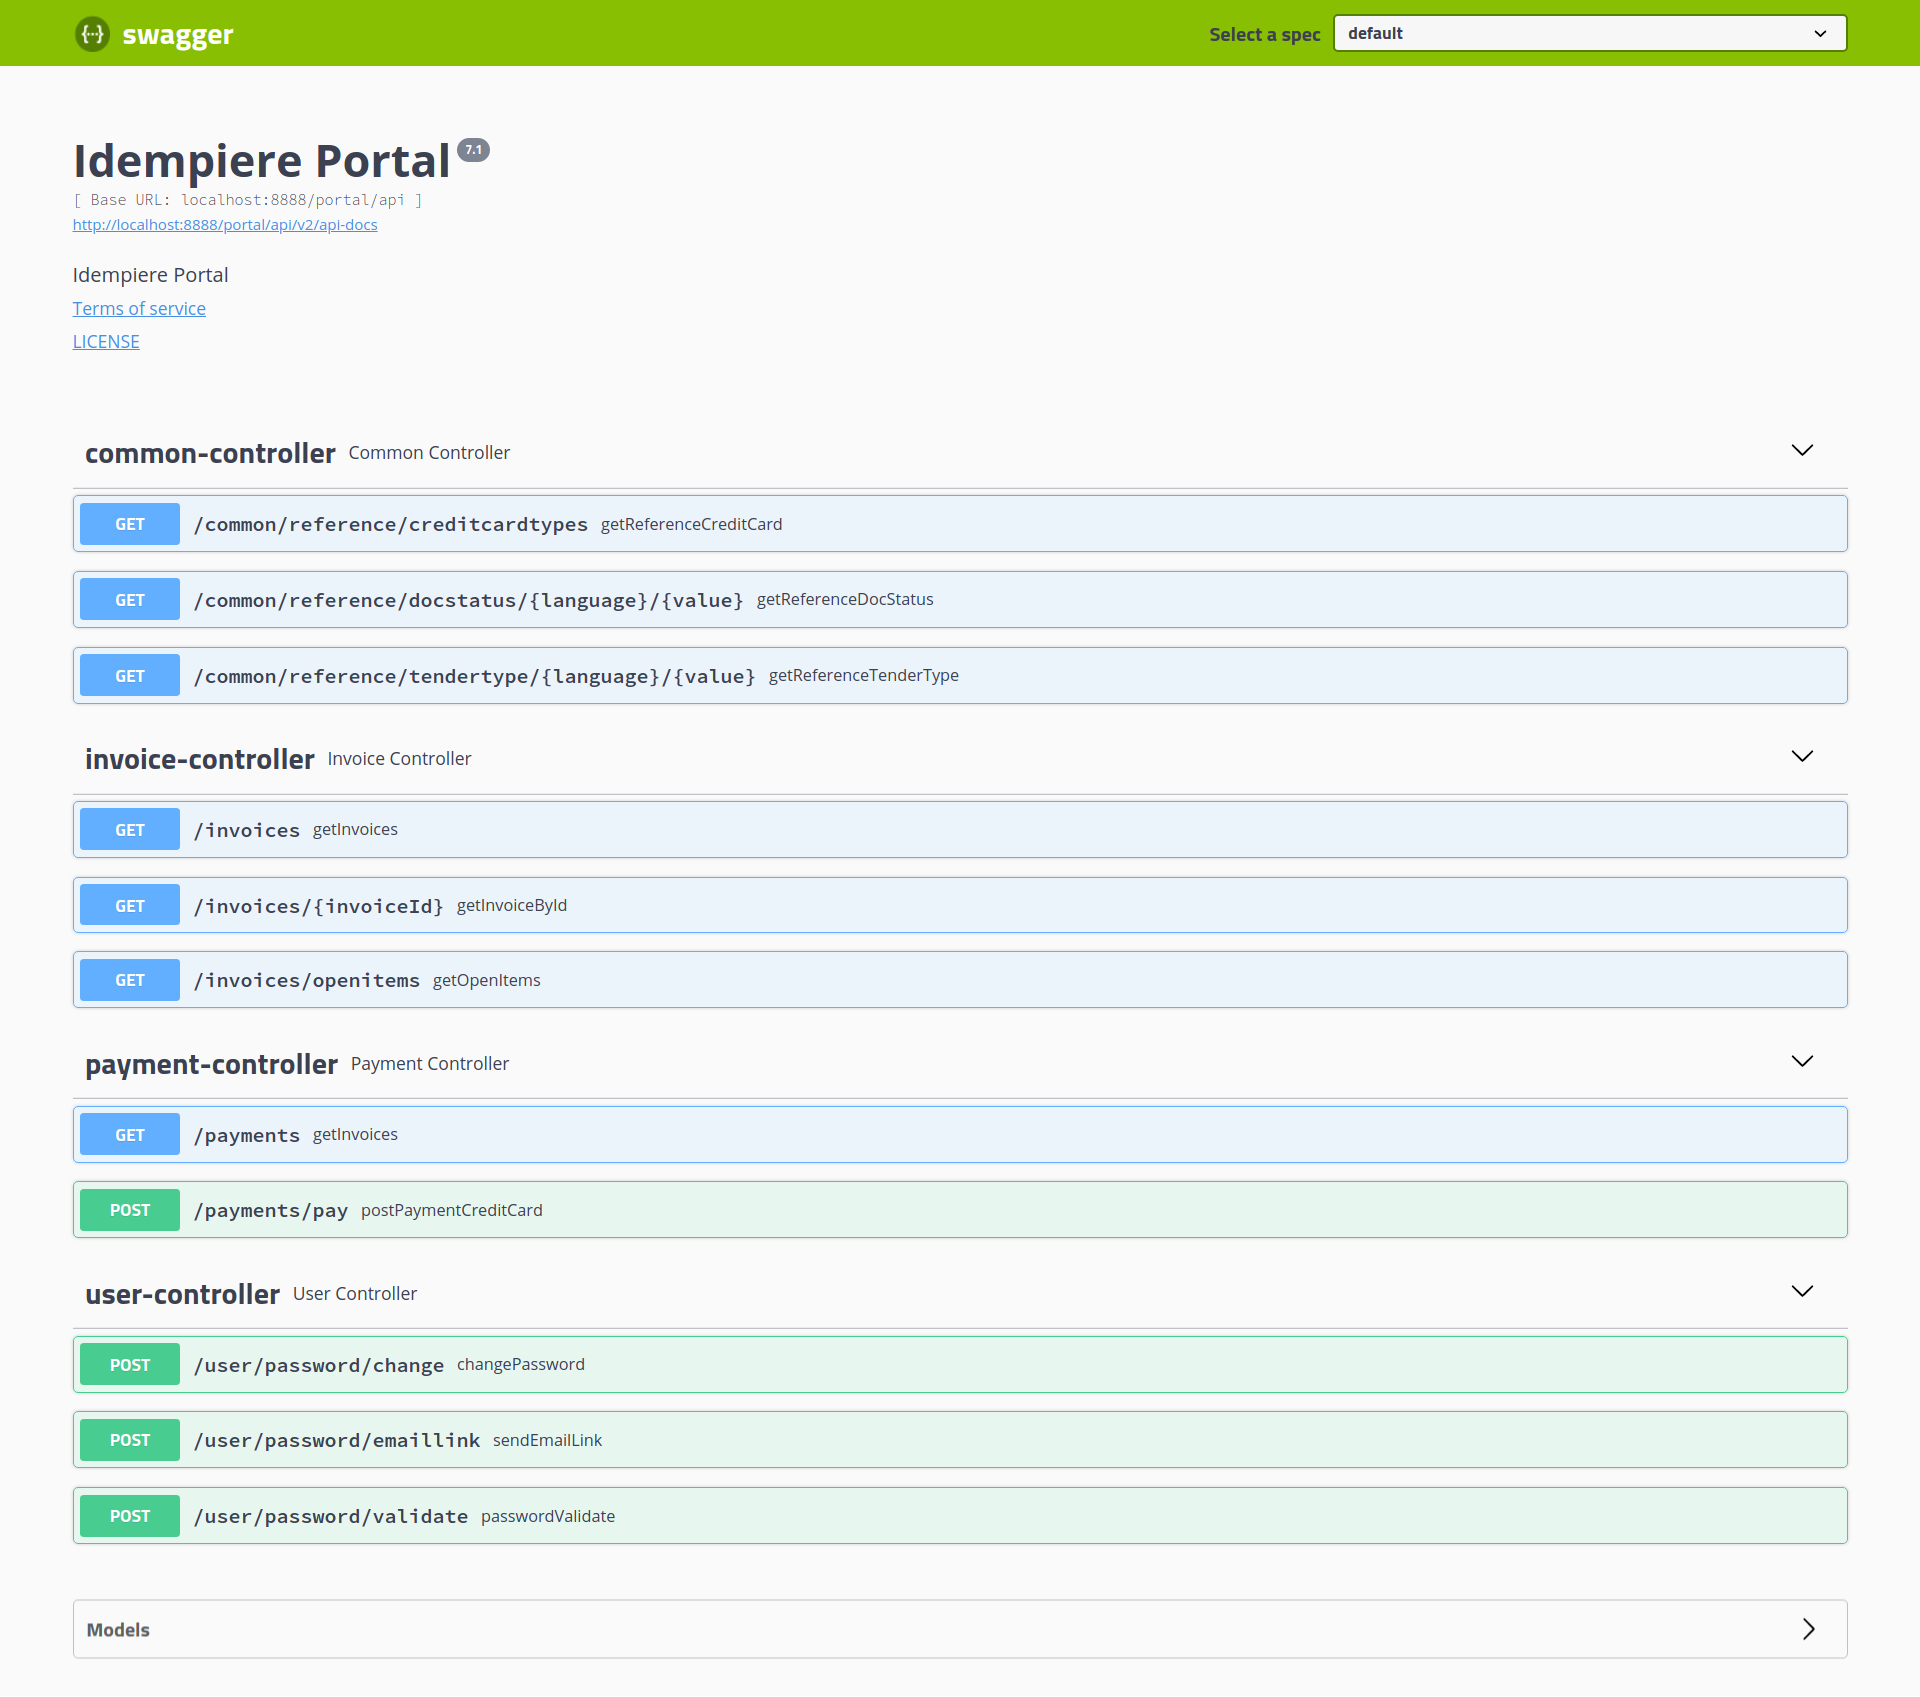 {···} swagger Select a spec default
Idempiere Portal 7.1
[ Base URL: localhost:8888/portal/api ]
http://localhost:8888/portal/api/v2/api-docs
Idempiere Portal
Terms of service
LICENSE
common-controller Common Controller
GET /common/reference/creditcardtypes getReferenceCreditCard
GET /common/reference/docstatus/{language}/{value} getReferenceDocStatus
GET /common/reference/tendertype/{language}/{value} getReferenceTenderType
invoice-controller Invoice Controller
GET /invoices getInvoices
GET /invoices/{invoiceId} getInvoiceById
GET /invoices/openitems getOpenItems
payment-controller Payment Controller
GET /payments getInvoices
POST /payments/pay postPaymentCreditCard
user-controller User Controller
POST /user/password/change changePassword
POST /user/password/emaillink sendEmailLink
POST /user/password/validate passwordValidate
Models